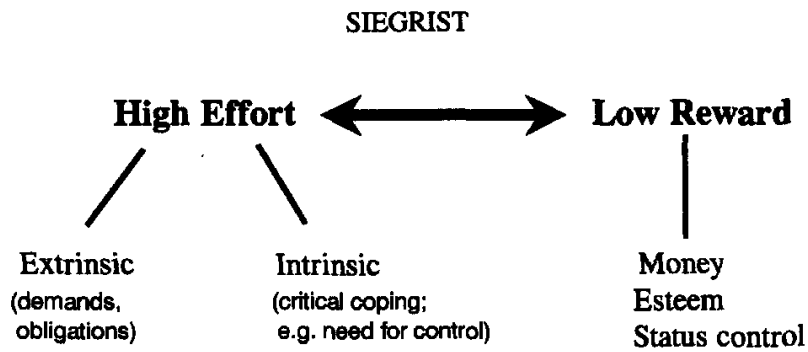 SIEGRIST
High Effort
Low Reward
Extrinsic
(demands,
obligations)
Intrinsic
(critical coping;
e.g. need for control)
Money
Esteem
Status control